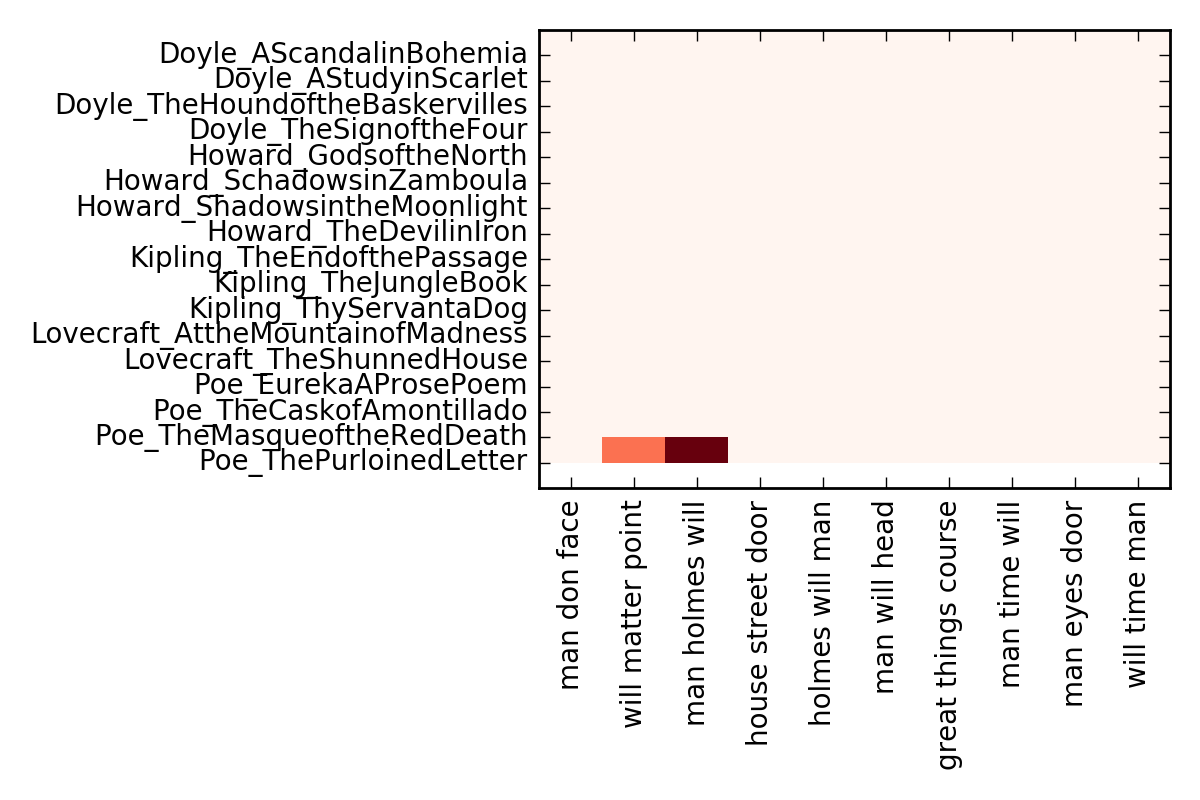 Doyle_AScandalinBohemia
Doyle_AStudyinScarlet
Doyle_TheHoundoftheBaskervilles
Doyle_TheSignoftheFour
Howard_GodsoftheNorth
Howard_SchadowsinZamboula
Howard_ShadowsintheMoonlight
Howard_TheDevilinIron
Kipling_TheEndofthePassage
Kipling_TheJungleBook
Kipling_ThyServantaDog
Lovecraft_AttheMountainofMadness
Lovecraft_TheShunnedHouse
Poe_EurekaAProsePoem
Poe_TheCaskofAmontillado
Poe_TheMasqueoftheRedDeath
Poe_ThePurloinedLetter
man don face
will matter point
man holmes will
house street door
holmes will man
man will head
great things course
man time will
man eyes door
will time man